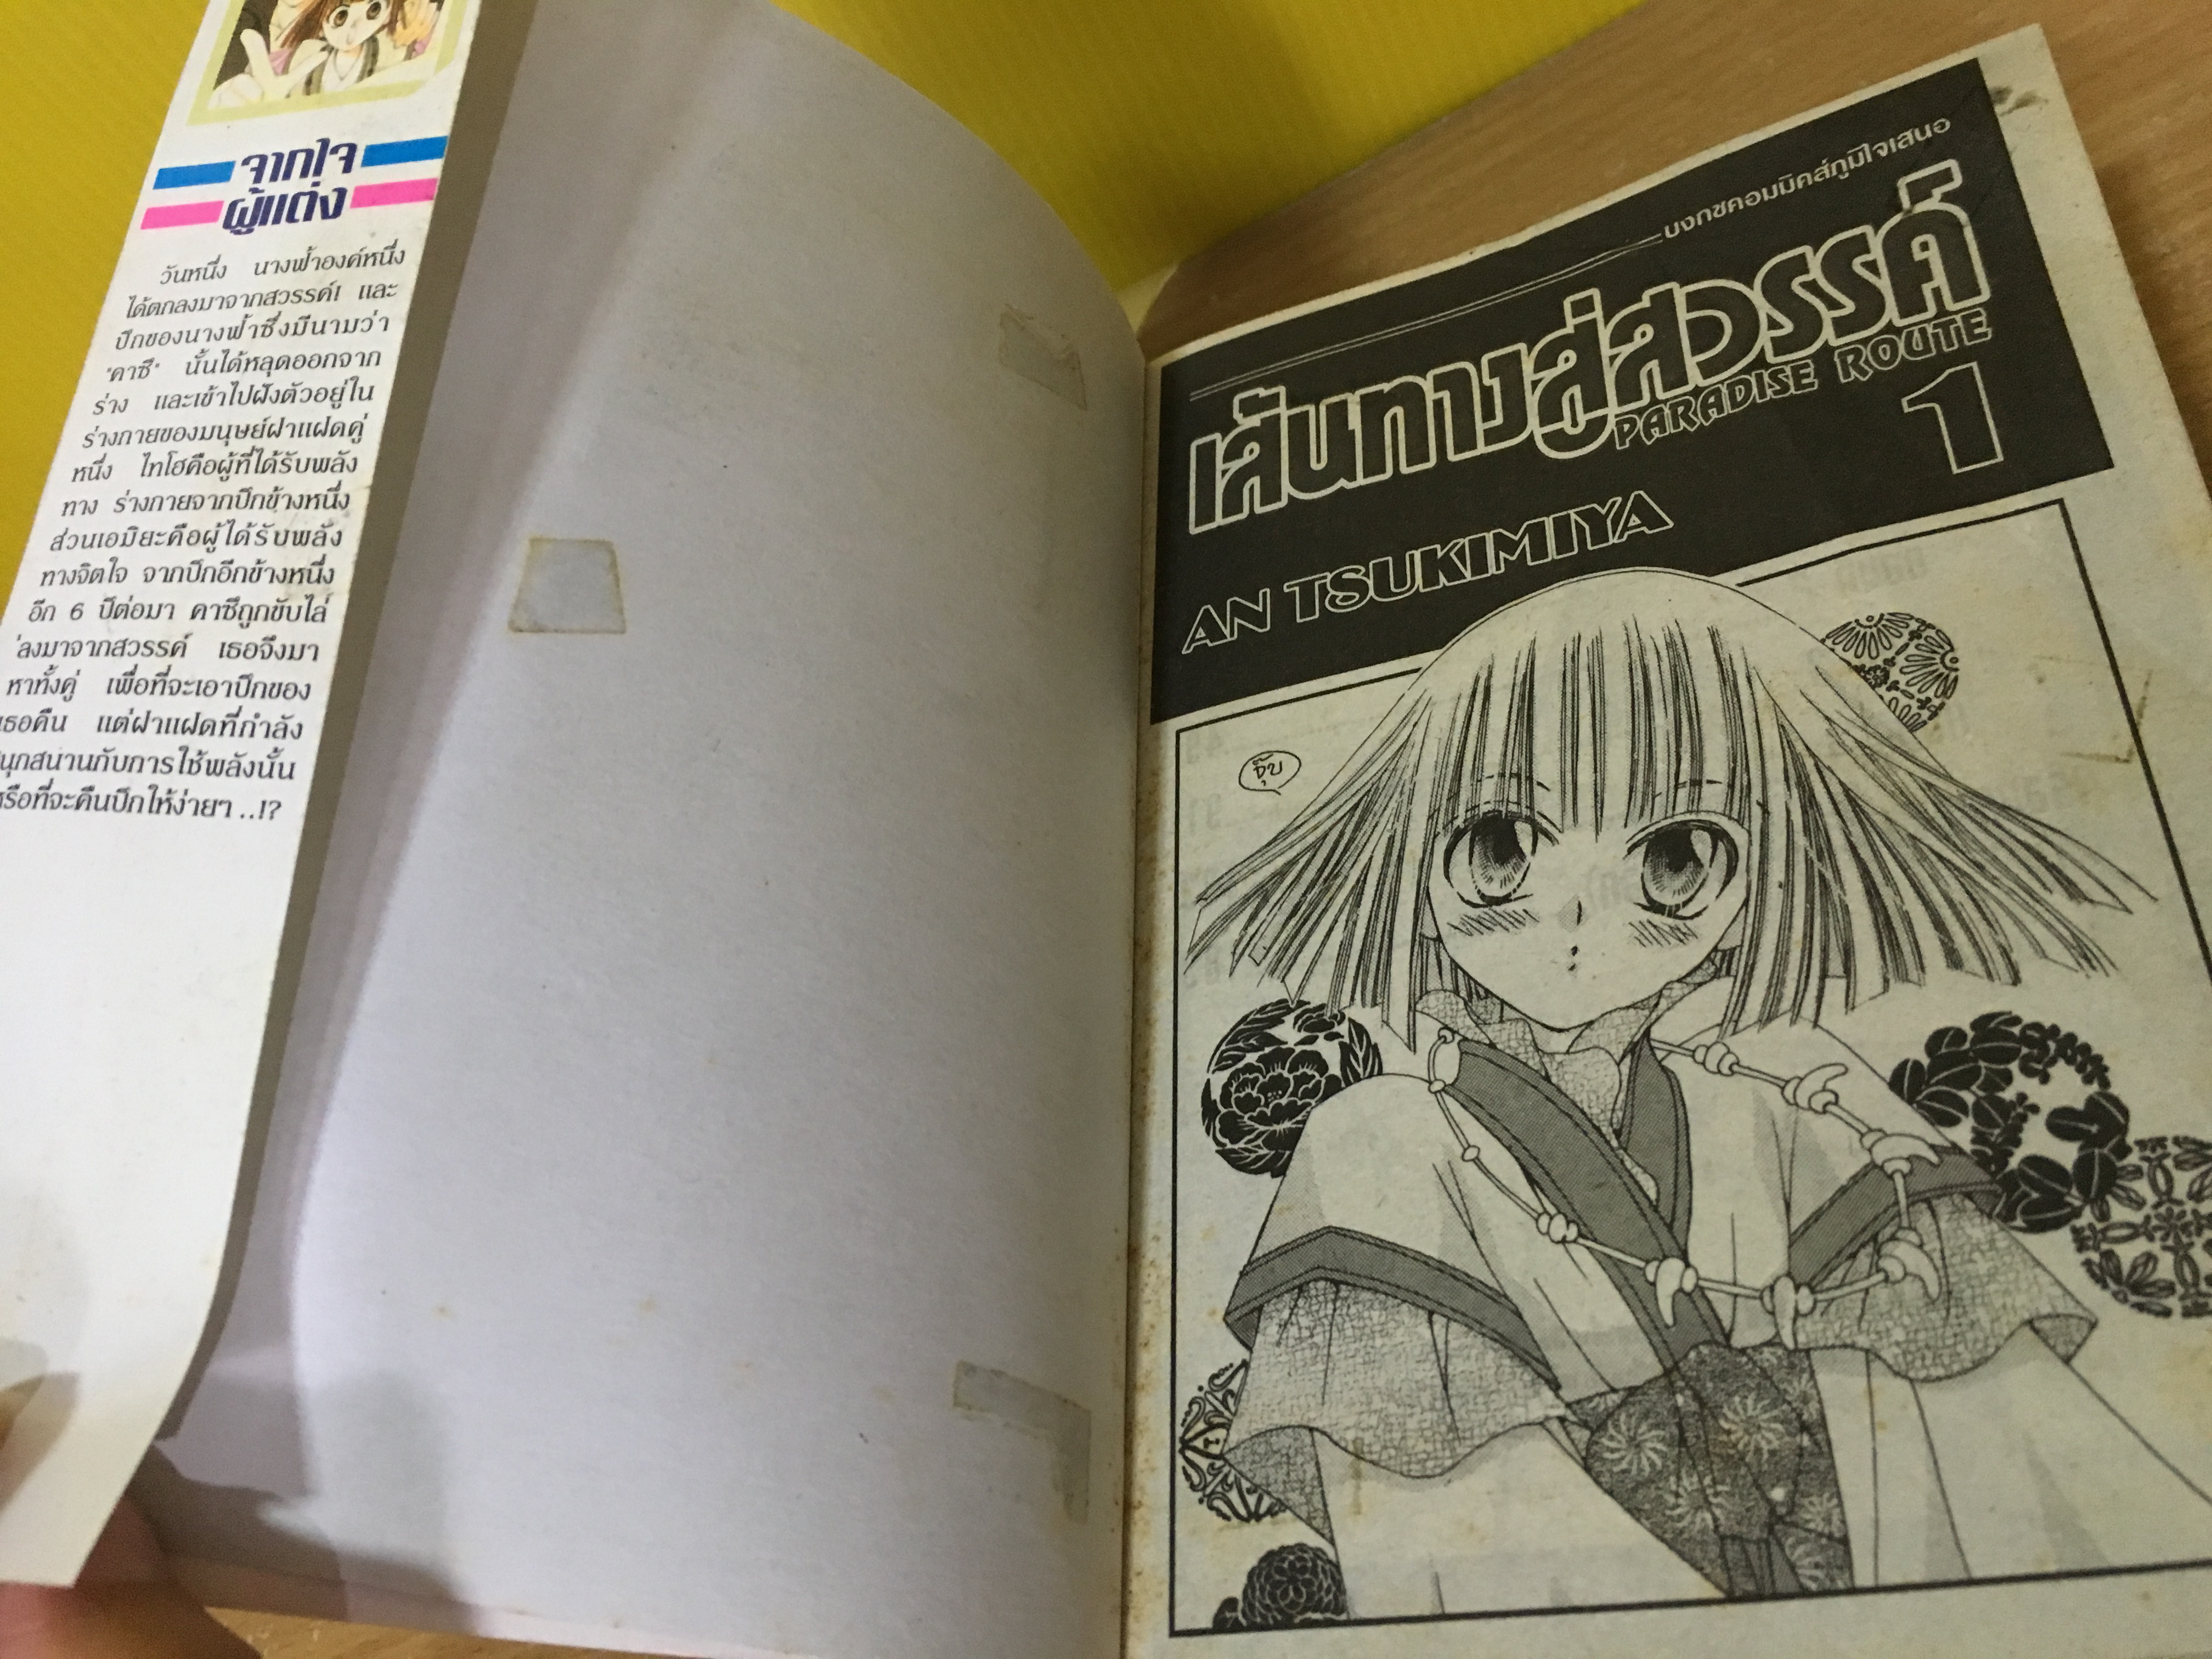 จากใจ
ผู้แต่ง
วันหนึ่ง นางฟ้าองค์หนึ่ง
ได้ตกลงมาจากสวรรค์! และ
ปีกของนางฟ้าซึ่งมีนามว่า
"คาซึ" นั้นได้หลุดออกจาก
ร่าง และเข้าไปฝังตัวอยู่ใน
ร่างกายของมนุษย์ฝาแฝดคู่
หนึ่ง ไทโฮคือผู้ที่ได้รับพลัง
ทาง ร่างกายจากปีกข้างหนึ่ง
ส่วนเอมิยะคือผู้ได้รับพลัง
ทางจิตใจ จากปีกอีกข้างหนึ่ง
อีก 6 ปีต่อมา คาซึถูกขับไล่
ลงมาจากสวรรค์ เธอจึงมา
หาทั้งคู่ เพื่อที่จะเอาปีกของ
เธอคืน แต่ฝาแฝดที่กำลัง
นุกสนานกับการใช้พลังนั้น
หรือที่จะคืนปีกให้ง่ายๆ ..!?
บงกชคอมมิคส์ภูมิใจเสนอ
เส้นทางสู่สวรรค์
PARADISE ROUTE
1
AN TSUKIMIYA
จุ๊บ